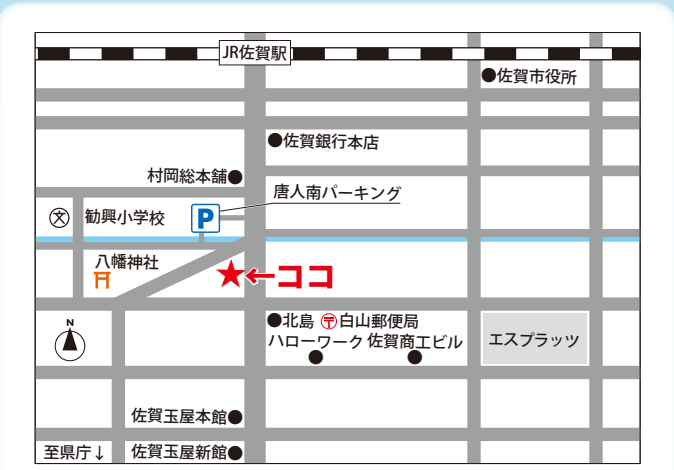 JR佐賀駅
●佐賀市役所
●佐賀銀行本店
村岡総本舗●
唐人南パーキング
文
勧興小学校
P
八幡神社
★←ココ
N
●北島 〒白山郵便局
ハローワーク 佐賀商工ビル
エスプラッツ
佐賀玉屋本館●
至県庁↓
佐賀玉屋新館●